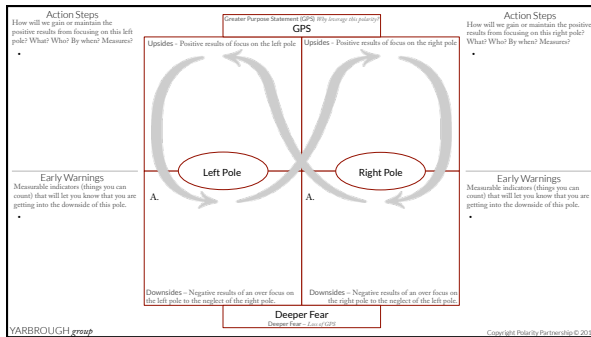 Action Steps
How will we gain or maintain the
positive results from focusing on this left
pole? What? Who? By when? Measures?
•
Greater Purpose Statement (GPS) Why leverage this polarity?
GPS
Upsides – Positive results of focus on the left pole
Upsides – Positive results of focus on the right pole
Action Steps
How will we gain or maintain the positive
results from focusing on this right pole?
What? Who? By when? Measures?
•
Left Pole
Right Pole
Early Warnings
Measurable indicators (things you can
count) that will let you know that you are
getting into the downside of this pole.
•
A.
A.
Early Warnings
Measurable indicators (things you can
count) that will let you know that you are
getting into the downside of this pole.
•
Downsides – Negative results of an over focus on
the left pole to the neglect of the right pole.
Downsides – Negative results of an over focus on
the right pole to the neglect of the left pole.
Deeper Fear
Deeper Fear – Loss of GPS
YARBROUGH group
Copyright Polarity Partnership ©